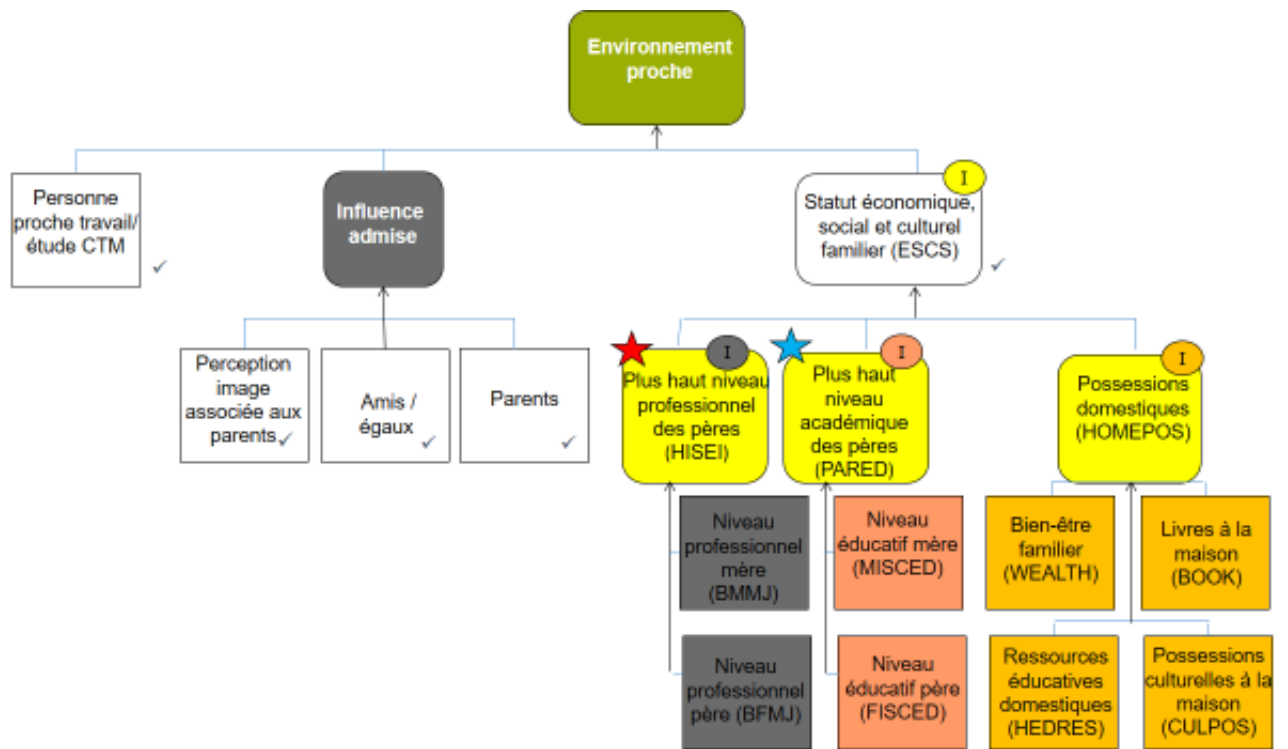 Environnement
proche
Personne
proche travail/
étude CTM
Influence
admise
I
Statut économique,
social et culturel
familier (ESCS)
Perception
image
associée aux
parents
Amis /
égaux
Parents
I
Plus haut niveau
professionnel
des pères
(HISEI)
I
Plus haut
niveau
académique
des pères
(PARED)
I
Possessions
domestiques
(HOMEPOS)
Niveau
professionnel
mère
(BMMJ)
Niveau
éducatif mère
(MISCED)
Bien-être
familier
(WEALTH)
Livres à la
maison
(BOOK)
Niveau
professionnel
père (BFMJ)
Niveau
éducatif père
(FISCED)
Ressources
éducatives
domestiques
(HEDRES)
Possessions
culturelles à la
maison
(CULPOS)